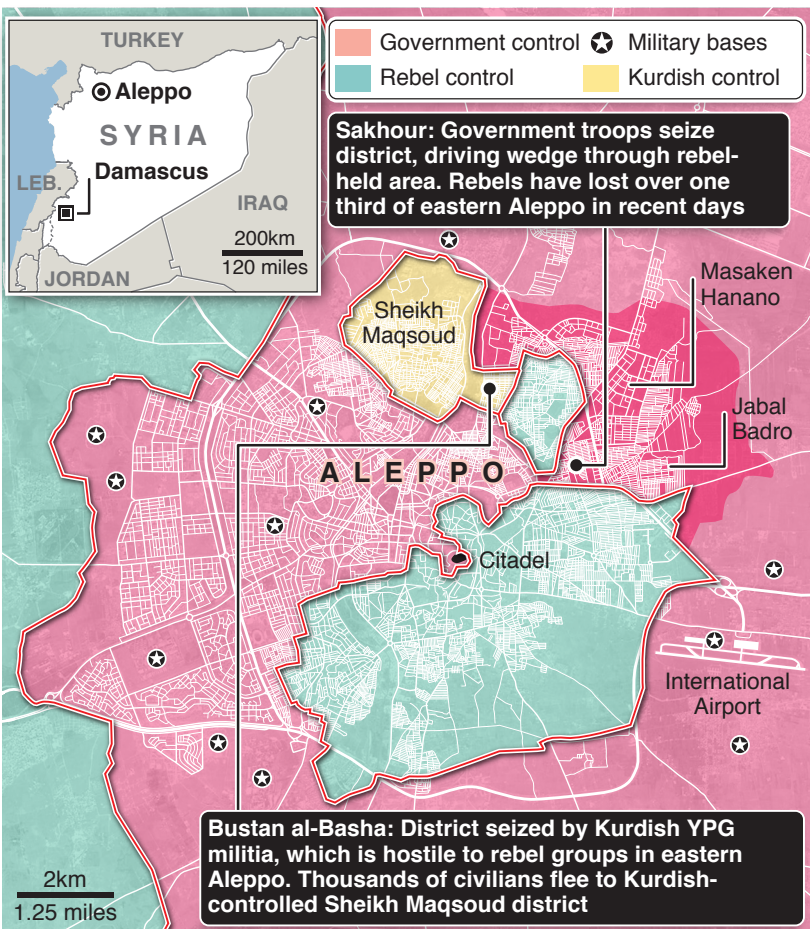 TURKEY
Aleppo
SYRIA
Damascus
LEB.
IRAQ
200km
120 miles
JORDAN
Government control
Military bases
Rebel control
Kurdish control
Sakhour: Government troops seize
district, driving wedge through rebel-
held area. Rebels have lost over one
third of eastern Aleppo in recent days
Masaken
Hanano
Sheikh
Maqsoud
Jabal
Badro
ALEPPO
Citadel
International
Airport
Bustan al-Basha: District seized by Kurdish YPG
militia, which is hostile to rebel groups in eastern
Aleppo. Thousands of civilians flee to Kurdish-
controlled Sheikh Maqsoud district
2km
1.25 miles